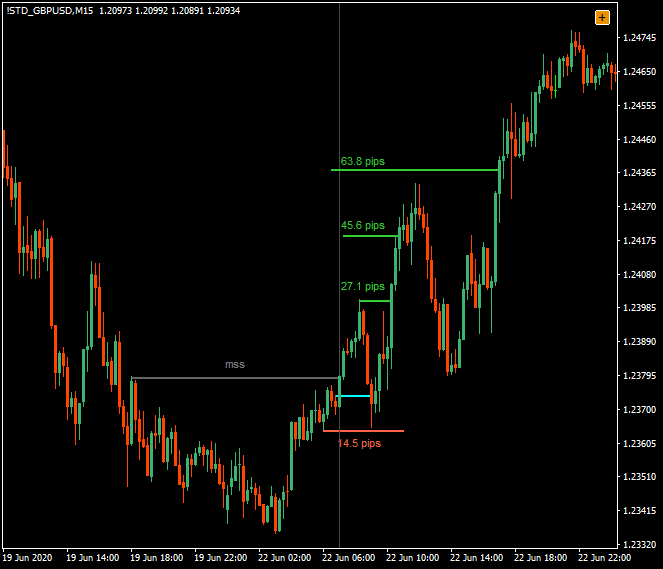 !STD_GBPUSD,M15 1.20973 1.20992 1.20891 1.20934
+
1.24745
1.24650
1.24555
1.24460
1.24365
1.24270
1.24175
1.24080
1.23985
1.23890
1.23795
1.23700
1.23605
1.23510
1.23415
1.23320
63.8 pips
45.6 pips
27.1 pips
mss
14.5 pips
19 Jun 2020 19 Jun 14:00 19 Jun 18:00 19 Jun 22:00 22 Jun 02:00 22 Jun 06:00 22 Jun 10:00 22 Jun 14:00 22 Jun 18:00 22 Jun 22:00